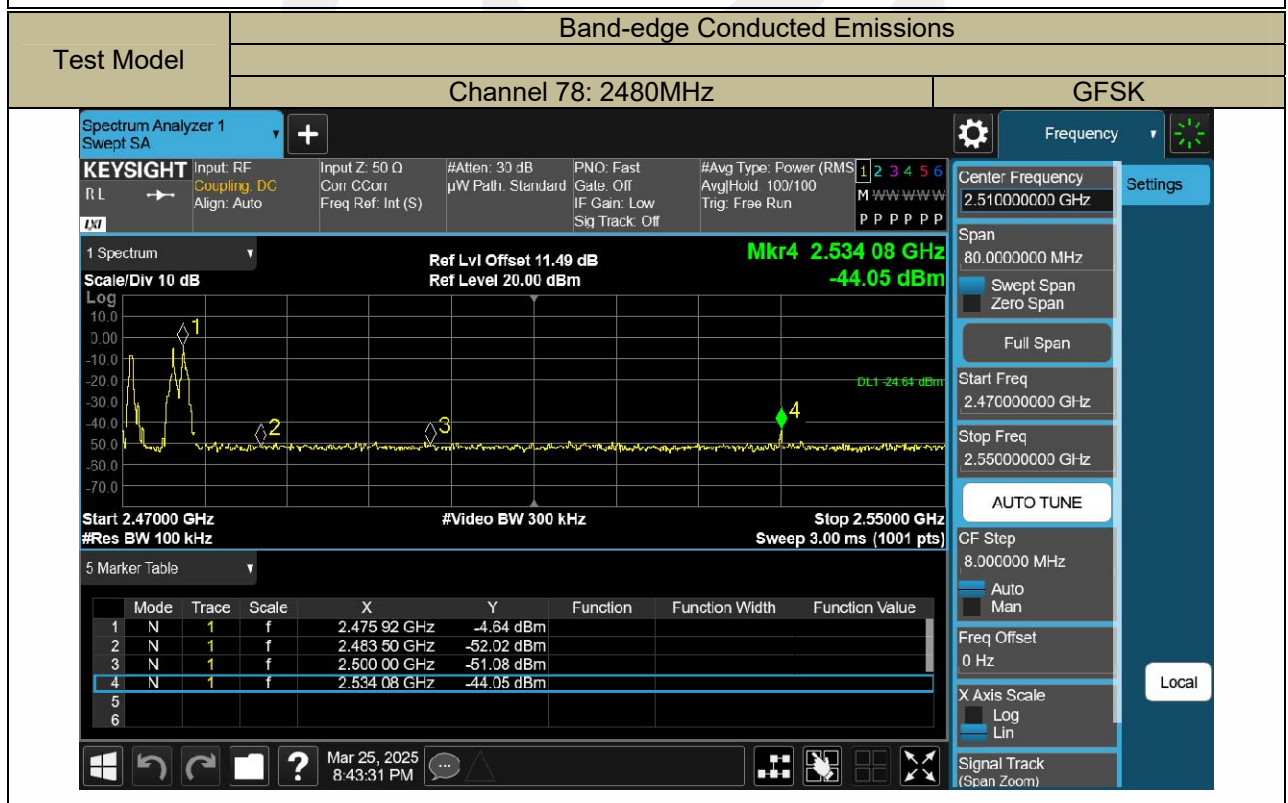 Band-edge Conducted Emissions
Test Model
Channel 78: 2480MHz GFSK
Spectrum Analyzer 1
Swept SA
+
Frequency
KEYSIGHT
RL
LXI
Input: RF
Coupling: DC
Align: Auto
Input Z: 50 Ω
Corr CCorr
Freq Ref: Int (S)
#Atten: 30 dB
µW Path: Standard
PNO: Fast
Gate: Off
IF Gain: Low
Sig Track: Off
#Avg Type: Power (RMS
Avg|Hold: 100/100
Trig: Free Run
1 2 3 4 5 6
M W W W W W
P P P P P P
Center Frequency
2.510000000 GHz
Settings
Span
80.0000000 MHz
Swept Span
Zero Span
Full Span
Start Freq
2.470000000 GHz
Stop Freq
2.550000000 GHz
AUTO TUNE
CF Step
8.000000 MHz
Auto
Man
Freq Offset
0 Hz
X Axis Scale
Log
Lin
Signal Track
(Span Zoom)
Local
1 Spectrum
Scale/Div 10 dB
Ref Lvl Offset 11.49 dB
Ref Level 20.00 dBm
Mkr4 2.534 08 GHz
-44.05 dBm
Log
10.0
0.00
-10.0
-20.0
-30.0
-40.0
-50.0
-60.0
-70.0
1
2
3
4
DL1 -24.64 dBm
Start 2.47000 GHz #Video BW 300 kHz Stop 2.55000 GHz
#Res BW 100 kHz Sweep 3.00 ms (1001 pts)
5 Marker Table
Mode Trace Scale X Y Function Function Width Function Value
1 N 1 f 2.475 92 GHz -4.64 dBm
2 N 1 f 2.483 50 GHz -52.02 dBm
3 N 1 f 2.500 00 GHz -51.08 dBm
4 N 1 f 2.534 08 GHz -44.05 dBm
5
6
?
Mar 25, 2025
8:43:31 PM